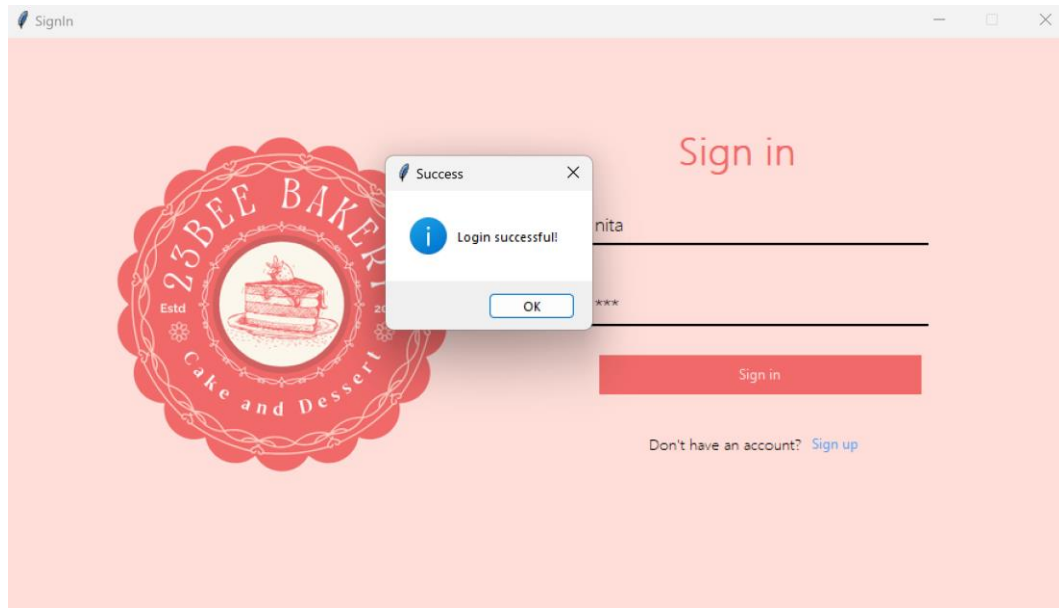 SignIn
Success
Login successful!
OK
Sign in
nita
***
Sign in
Don't have an account? Sign up
23BEE BAKERY
Estd
Cake and Dessert